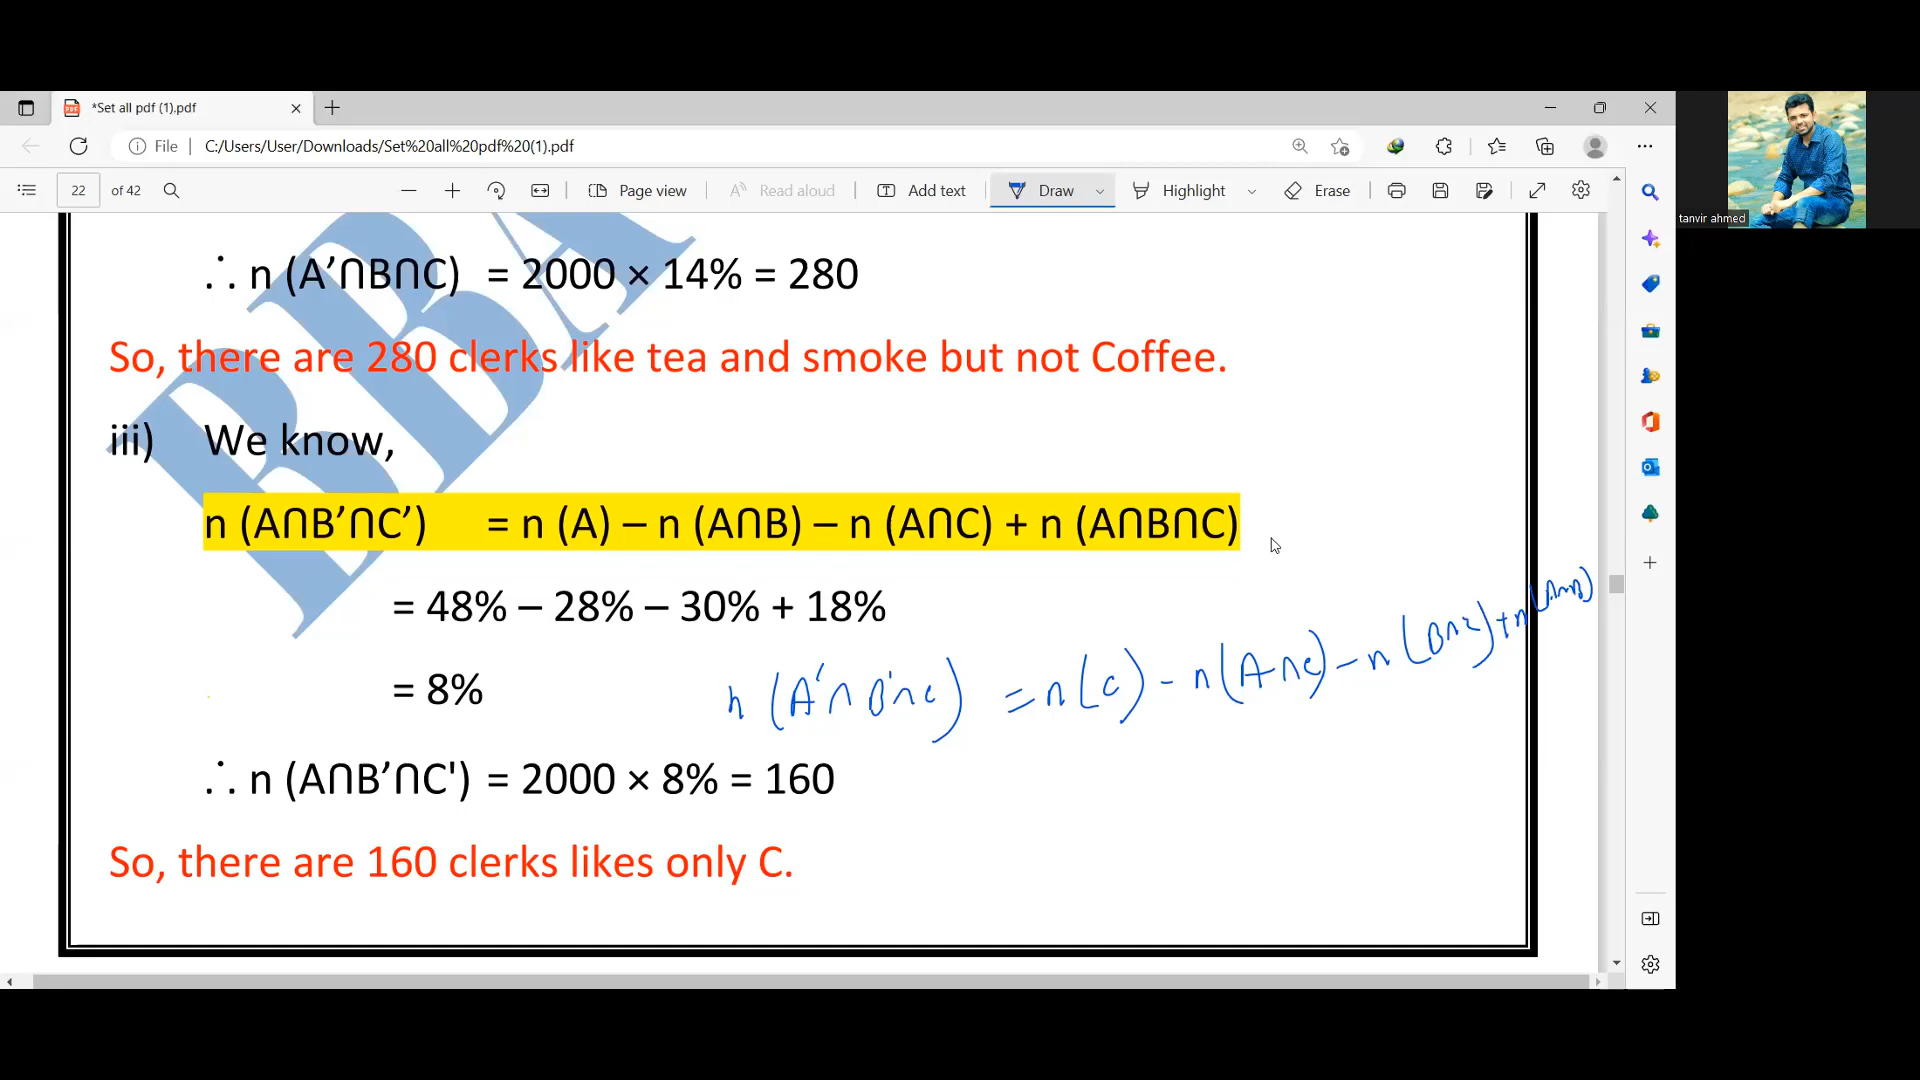 *Set all pdf (1).pdf
File C:/Users/User/Downloads/Set%20all%20pdf%20(1).pdf
22 of 42 Page view Read aloud Add text Draw Highlight Erase
tanvir ahmed
BBA
∴ n (A’∩B∩C) = 2000 × 14% = 280
So, there are 280 clerks like tea and smoke but not Coffee.
iii) We know,
n (A∩B’∩C’) = n (A) – n (A∩B) – n (A∩C) + n (A∩B∩C)
= 48% – 28% – 30% + 18%
= 8%
n (A'∩B'∩C) = n(C) - n(A∩C) - n(B∩C) + n
∴ n (A∩B’∩C') = 2000 × 8% = 160
So, there are 160 clerks likes only C.